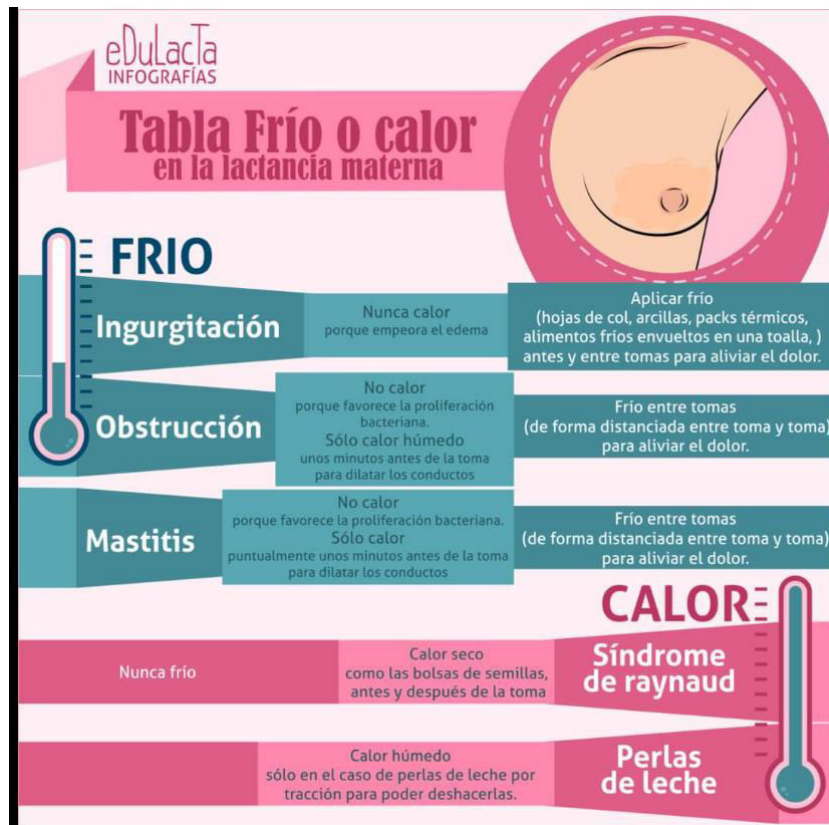 eDuLacTa
INFOGRAFÍAS
Tabla Frío o calor
en la lactancia materna
FRIO
Ingurgitación
Nunca calor
porque empeora el edema
Aplicar frío
(hojas de col, arcillas, packs térmicos,
alimentos fríos envueltos en una toalla, )
antes y entre tomas para aliviar el dolor.
Obstrucción
No calor
porque favorece la proliferación
bacteriana.
Sólo calor húmedo
unos minutos antes de la toma
para dilatar los conductos
Frío entre tomas
(de forma distanciada entre toma y toma)
para aliviar el dolor.
Mastitis
No calor
porque favorece la proliferación bacteriana.
Sólo calor
puntualmente unos minutos antes de la toma
para dilatar los conductos
Frío entre tomas
(de forma distanciada entre toma y toma)
para aliviar el dolor.
CALOR
Nunca frío
Calor seco
como las bolsas de semillas,
antes y después de la toma
Síndrome
de raynaud
Calor húmedo
sólo en el caso de perlas de leche por
tracción para poder deshacerlas.
Perlas
de leche